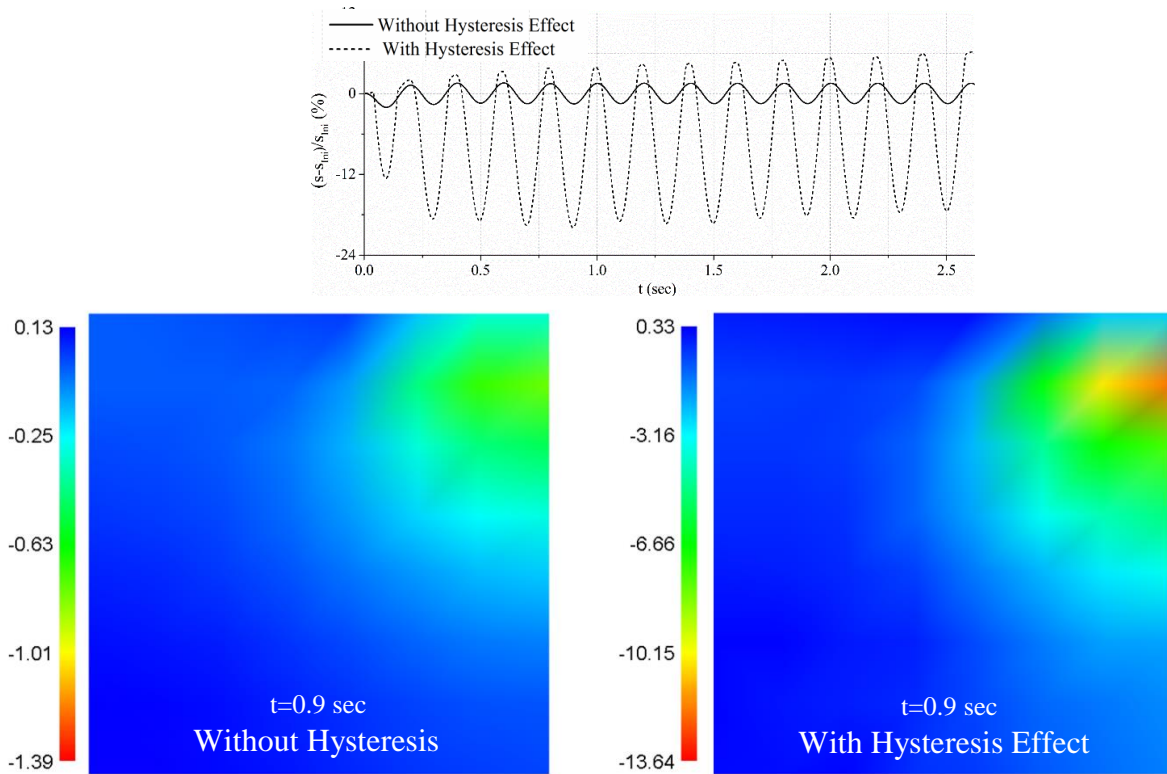 Without Hysteresis Effect
With Hysteresis Effect
0
-12
-24
(s-s_Ini)/s_Ini (%)
0.0 0.5 1.0 1.5 2.0 2.5
t (sec)
0.13
-0.25
-0.63
-1.01
-1.39
t=0.9 sec
Without Hysteresis
0.33
-3.16
-6.66
-10.15
-13.64
t=0.9 sec
With Hysteresis Effect